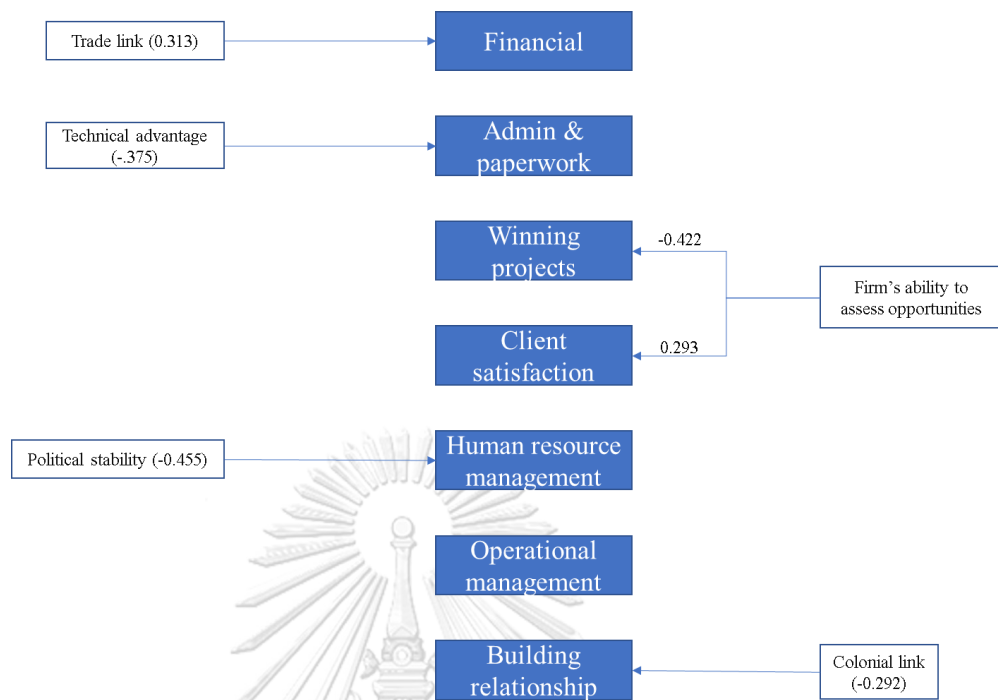 Trade link (0.313)
Financial
Technical advantage
(-.375)
Admin &
paperwork
Winning
projects
-0.422
Firm's ability to
assess opportunities
Client
satisfaction
0.293
Political stability (-0.455)
Human resource
management
Operational
management
Building
relationship
Colonial link
(-0.292)